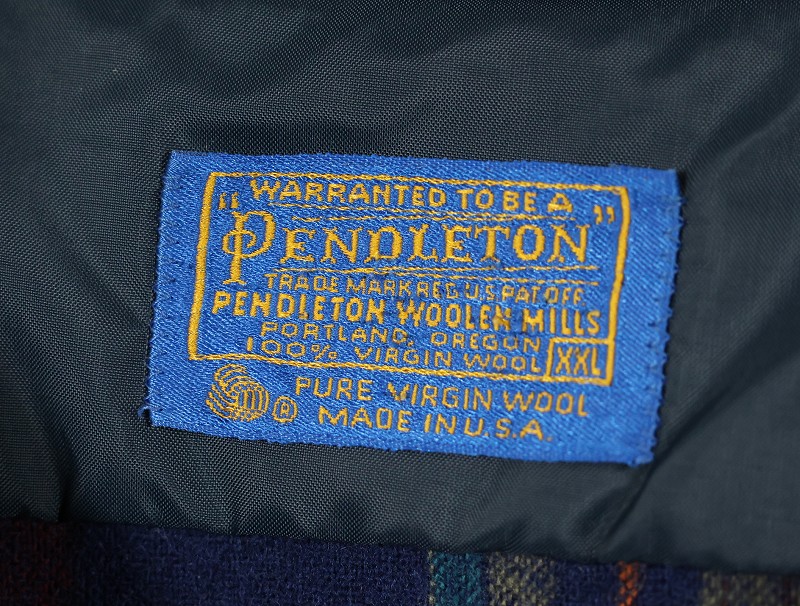 "WARRANTED TO BE A
PENDLETON"
TRADE MARK REG U.S. PAT OFF.
PENDLETON WOOLEN MILLS
PORTLAND, OREGON
100% VIRGIN WOOL XXL
PURE VIRGIN WOOL
® MADE IN U.S.A.